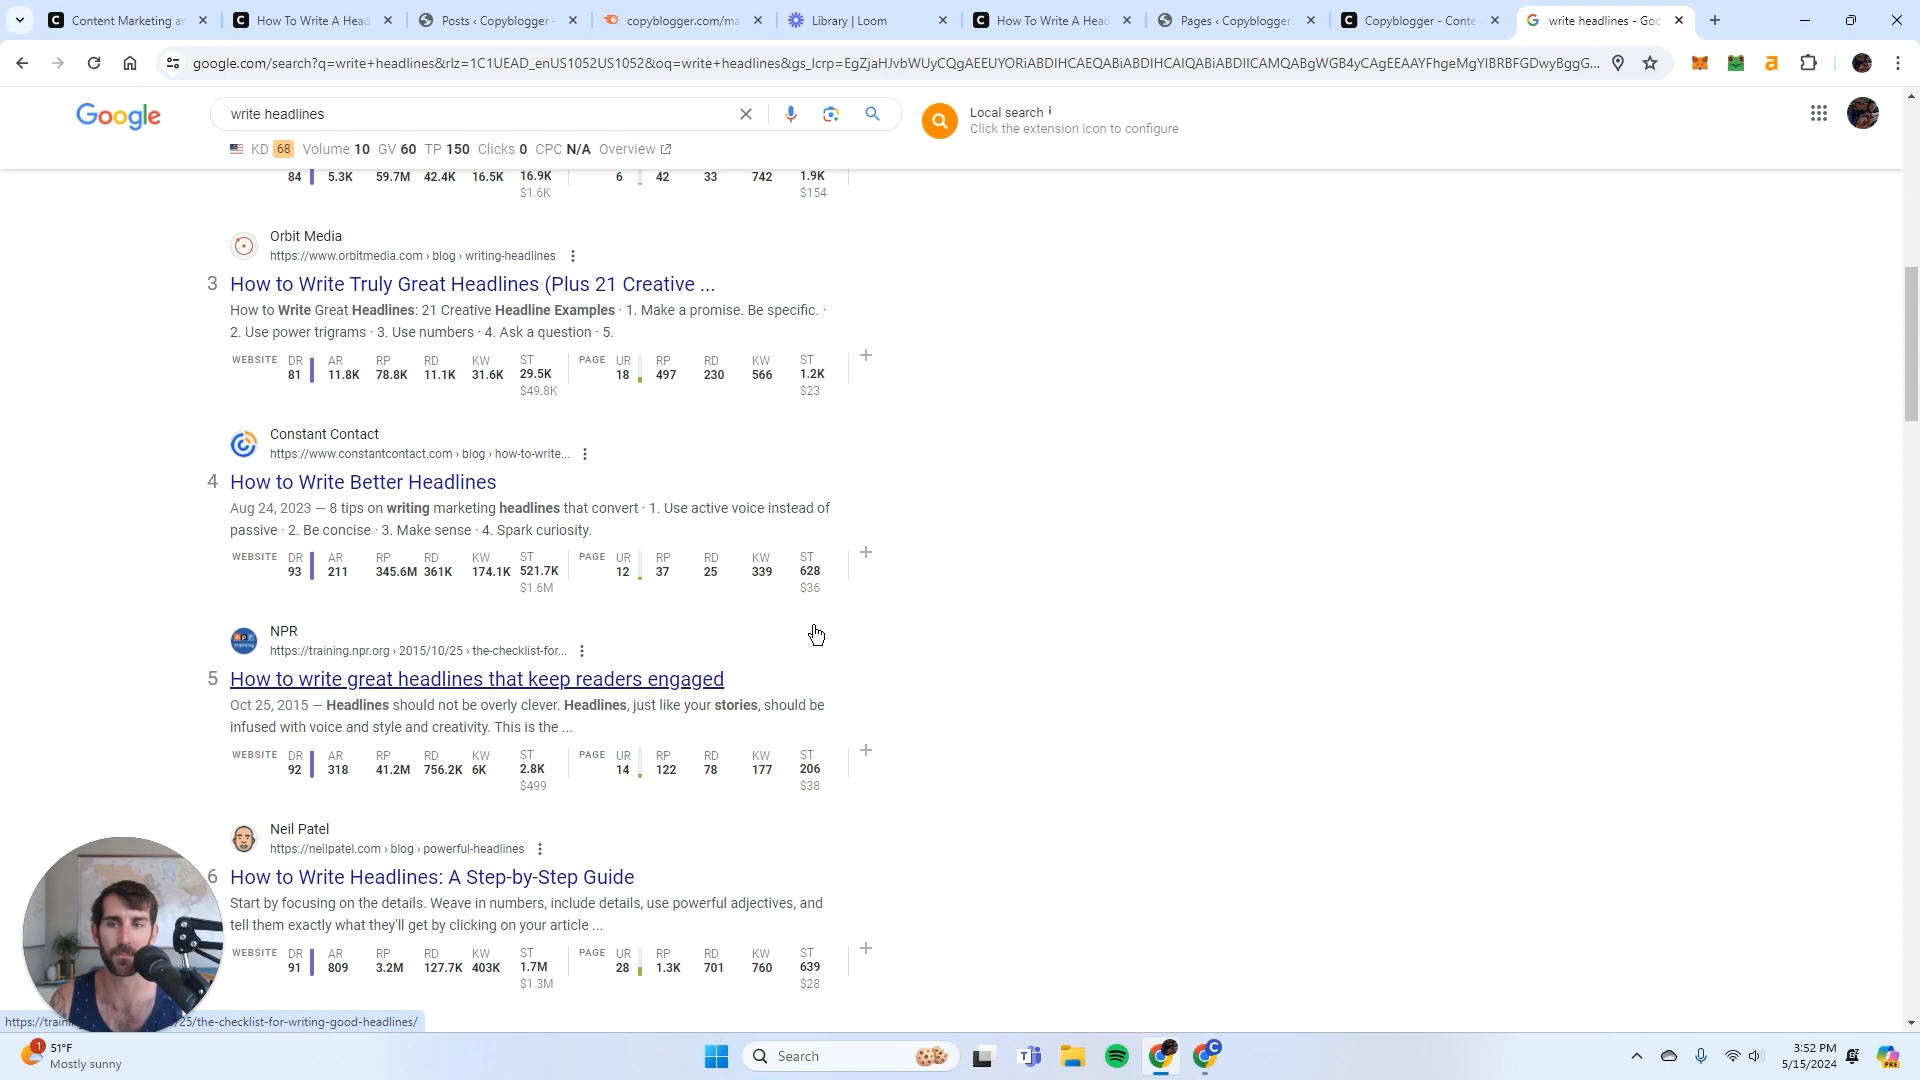 Content Marketing ar
How To Write A Head
Posts ‹ Copyblogger -
copyblogger.com/ma
Library | Loom
How To Write A Head
Pages ‹ Copyblogger
Copyblogger - Conte
write headlines - Goo
google.com/search?q=write+headlines&rlz=1C1UEAD_enUS1052US1052&oq=write+headlines&gs_lcrp=EgZjaHJvbWUyCQgAEEUYORiABDIHCAEQABiABDIHCAIQABiABDIICAMQABgWGB4yCAgEEAAYFhgeMgYIBRBFGDwyBggG...
Google
write headlines
Local search i
Click the extension icon to configure
KD 68 Volume 10 GV 60 TP 150 Clicks 0 CPC N/A Overview
84 5.3K 59.7M 42.4K 16.5K 16.9K 6 42 33 742 1.9K
$1.6K $154
Orbit Media
https://www.orbitmedia.com › blog › writing-headlines
3 How to Write Truly Great Headlines (Plus 21 Creative ...
How to Write Great Headlines: 21 Creative Headline Examples · 1. Make a promise. Be specific. ·
2. Use power trigrams · 3. Use numbers · 4. Ask a question · 5.
WEBSITE DR AR RP RD KW ST PAGE UR RP RD KW ST
81 11.8K 78.8K 11.1K 31.6K 29.5K 18 497 230 566 1.2K
$49.8K $23
Constant Contact
https://www.constantcontact.com › blog › how-to-write...
4 How to Write Better Headlines
Aug 24, 2023 — 8 tips on writing marketing headlines that convert · 1. Use active voice instead of
passive · 2. Be concise · 3. Make sense · 4. Spark curiosity.
WEBSITE DR AR RP RD KW ST PAGE UR RP RD KW ST
93 211 345.6M 361K 174.1K 521.7K 12 37 25 339 628
$1.6M $36
NPR
https://training.npr.org › 2015/10/25 › the-checklist-for...
5 How to write great headlines that keep readers engaged
Oct 25, 2015 — Headlines should not be overly clever. Headlines, just like your stories, should be
infused with voice and style and creativity. This is the ...
WEBSITE DR AR RP RD KW ST PAGE UR RP RD KW ST
92 318 41.2M 756.2K 6K 2.8K 14 122 78 177 206
$499 $38
Neil Patel
https://neilpatel.com › blog › powerful-headlines
6 How to Write Headlines: A Step-by-Step Guide
Start by focusing on the details. Weave in numbers, include details, use powerful adjectives, and
tell them exactly what they'll get by clicking on your article ...
WEBSITE DR AR RP RD KW ST PAGE UR RP RD KW ST
91 809 3.2M 127.7K 403K 1.7M 28 1.3K 701 760 639
$1.3M $28
https://traini /25/the-checklist-for-writing-good-headlines/
1 51°F
Mostly sunny
Search
3:52 PM
5/15/2024
PRE